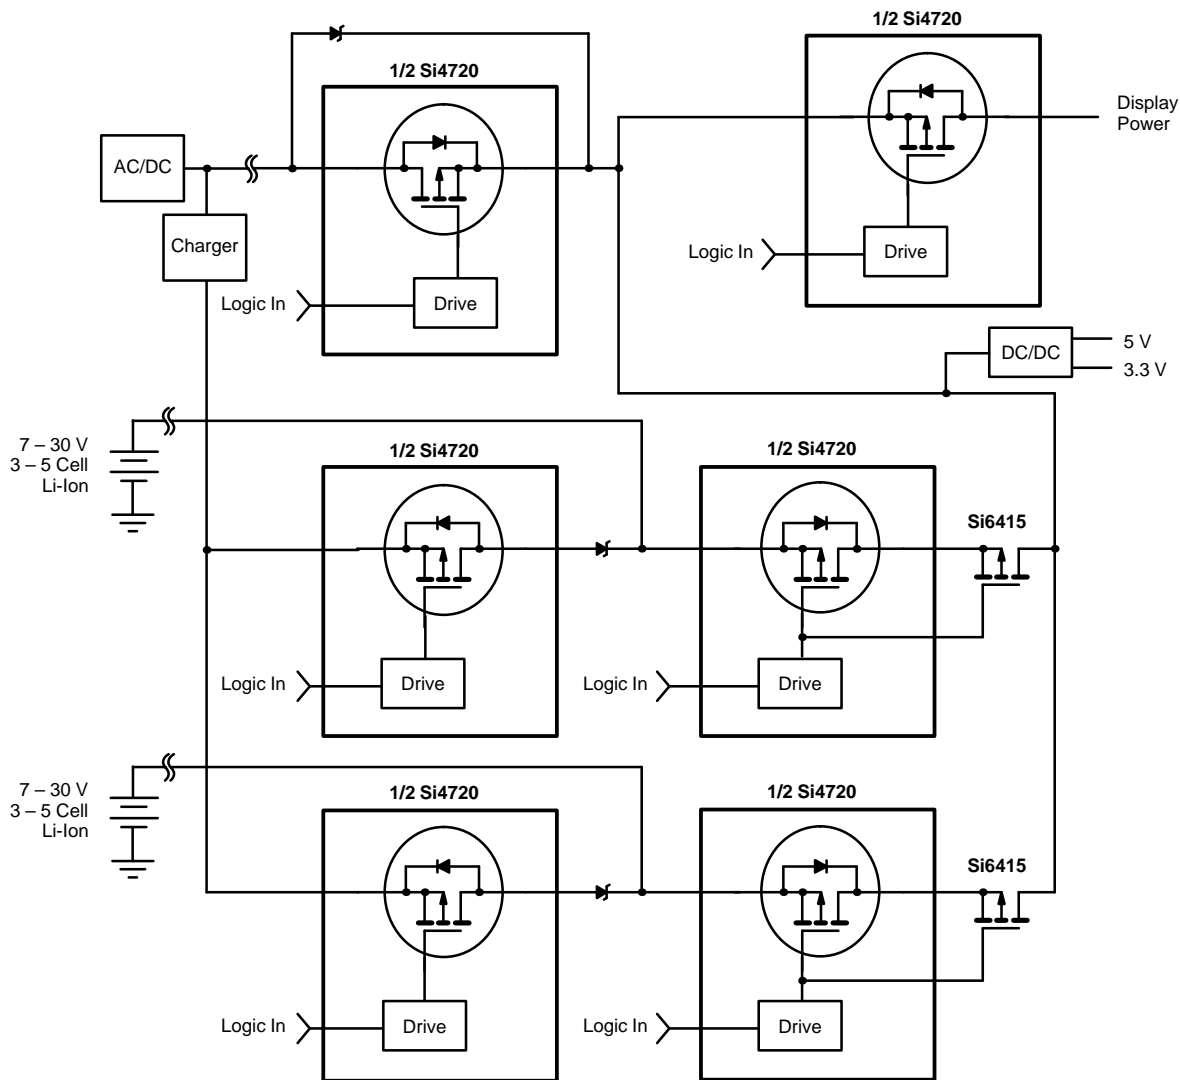 1/2 Si4720
1/2 Si4720
Display
Power
AC/DC
Charger
Logic In
Drive
Logic In
Drive
DC/DC
5 V
3.3 V
7 – 30 V
3 – 5 Cell
Li-Ion
1/2 Si4720
1/2 Si4720
Si6415
Logic In
Drive
Logic In
Drive
7 – 30 V
3 – 5 Cell
Li-Ion
1/2 Si4720
1/2 Si4720
Si6415
Logic In
Drive
Logic In
Drive